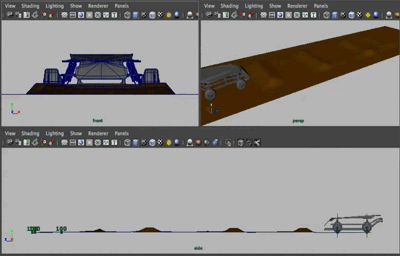 View Shading Lighting Show Renderer Panels
View Shading Lighting Show Renderer Panels
front
persp
View Shading Lighting Show Renderer Panels
100
side